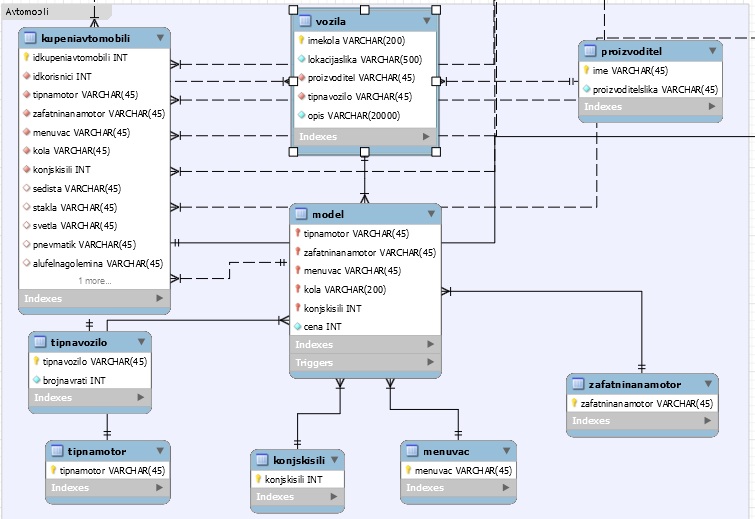 Avtomobili
kupeniavtomobili
idkupeniavtomobili INT
idkorisnici INT
tipnamotor VARCHAR(45)
zafatninanamotor VARCHAR(45)
menuvac VARCHAR(45)
kola VARCHAR(45)
konjskisili INT
sedista VARCHAR(45)
stakla VARCHAR(45)
svetla VARCHAR(45)
pnevmatik VARCHAR(45)
alufelnagolemina VARCHAR(45)
1 more...
Indexes
vozila
imekola VARCHAR(200)
lokacijaslika VARCHAR(500)
proizvoditel VARCHAR(45)
tipnavozilo VARCHAR(45)
opis VARCHAR(20000)
Indexes
proizvoditel
ime VARCHAR(45)
proizvoditelslika VARCHAR(45)
Indexes
model
tipnamotor VARCHAR(45)
zafatninanamotor VARCHAR(45)
menuvac VARCHAR(45)
kola VARCHAR(200)
konjskisili INT
cena INT
Indexes
Triggers
tipnavozilo
tipnavozilo VARCHAR(45)
brojnavrati INT
Indexes
zafatninanamotor
zafatninanamotor VARCHAR(45)
Indexes
tipnamotor
tipnamotor VARCHAR(45)
Indexes
konjskisili
konjskisili INT
Indexes
menuvac
menuvac VARCHAR(45)
Indexes